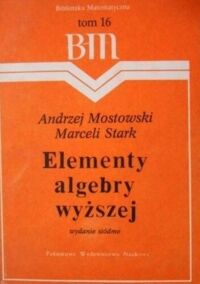 Biblioteka Matematyczna
tom 16
BM
Andrzej Mostowski
Marceli Stark
Elementy
algebry
wyższej
wydanie siódme
Państwowe Wydawnictwo Naukowe